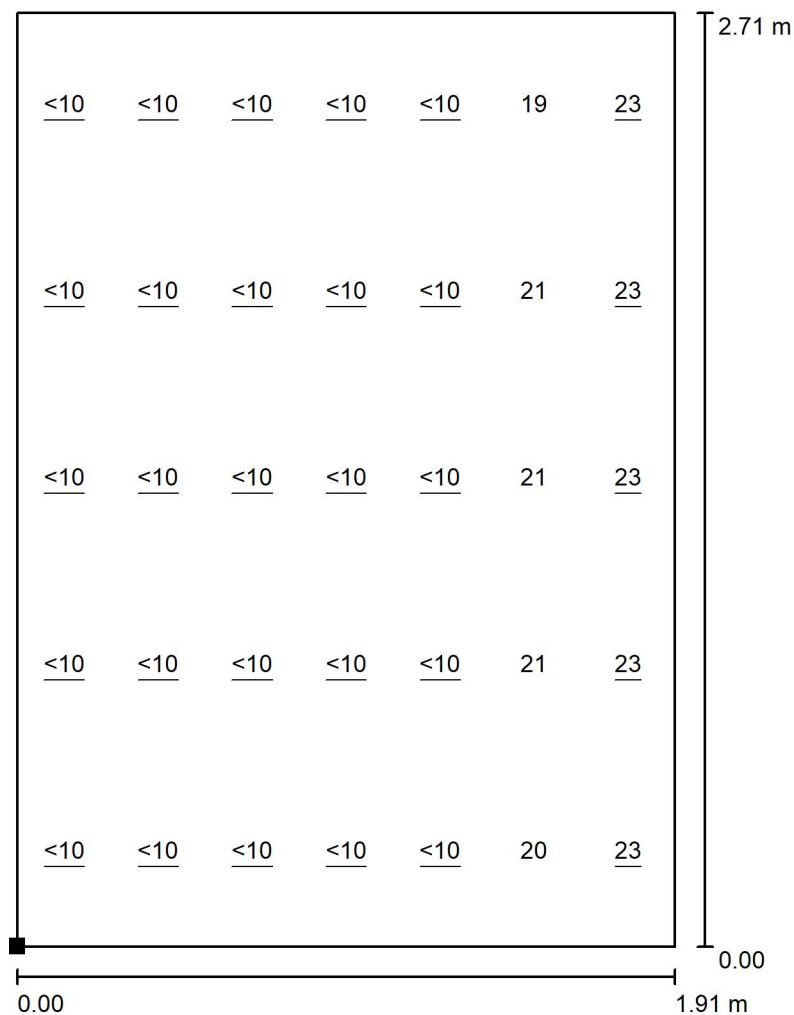 2.71 m
<10 <10 <10 <10 <10 19 23
<10 <10 <10 <10 <10 21 23
<10 <10 <10 <10 <10 21 23
<10 <10 <10 <10 <10 21 23
<10 <10 <10 <10 <10 20 23
0.00
0.00 1.91 m